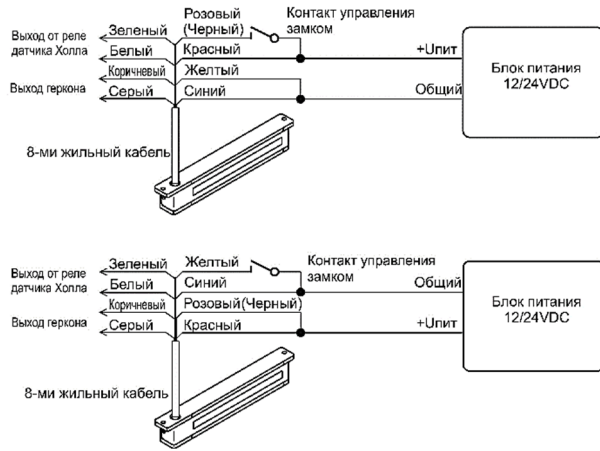 Зеленый
Розовый
(Черный)
Контакт управления
замком
Выход от реле
датчика Холла
Белый
Красный
+Uпит
Коричневый
Желтый
Блок питания
12/24VDC
Выход геркона
Серый
Синий
Общий
8-ми жильный кабель
Зеленый
Желтый
Контакт управления
замком
Выход от реле
датчика Холла
Белый
Синий
Общий
Коричневый
Розовый(Черный)
Блок питания
12/24VDC
Выход геркона
Серый
Красный
+Uпит
8-ми жильный кабель